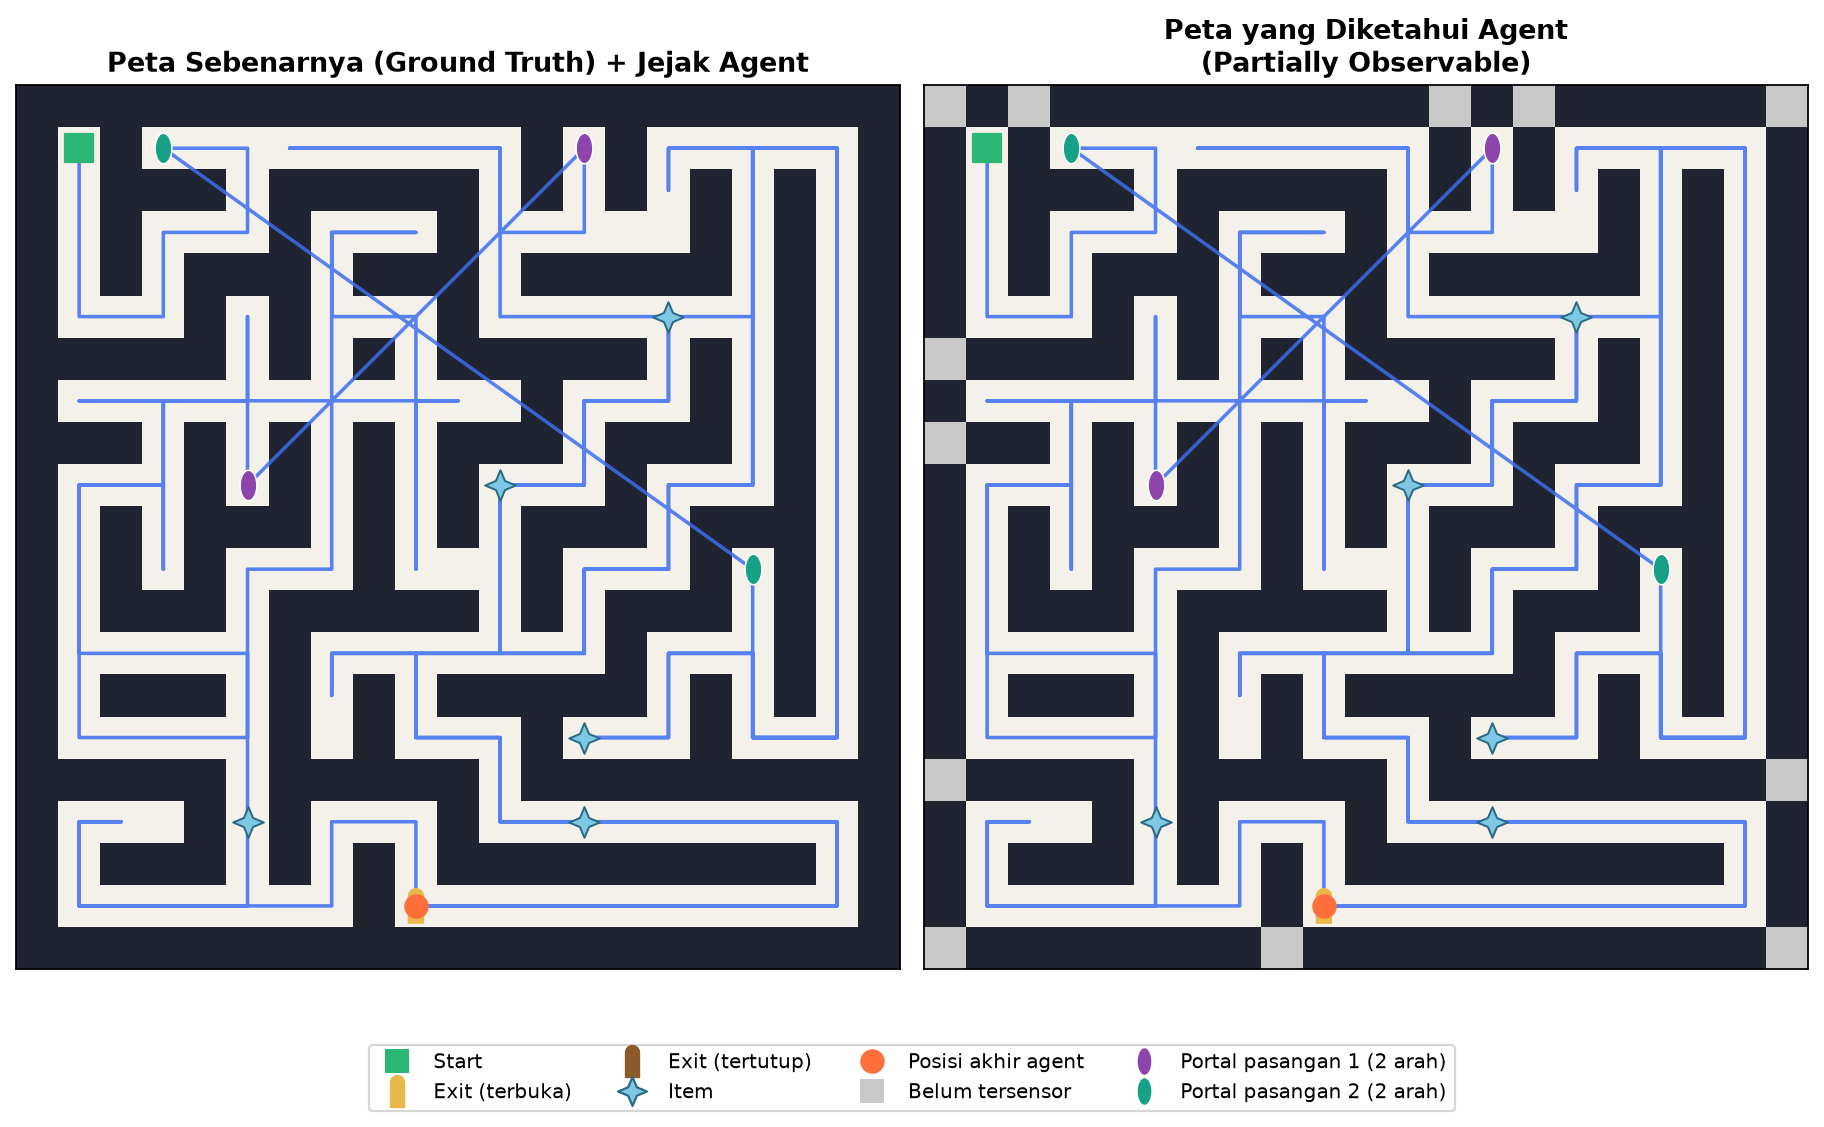 Peta Sebenarnya (Ground Truth) + Jejak Agent
Peta yang Diketahui Agent
(Partially Observable)
Start
Exit (terbuka)
Exit (tertutup)
Item
Posisi akhir agent
Belum tersensor
Portal pasangan 1 (2 arah)
Portal pasangan 2 (2 arah)